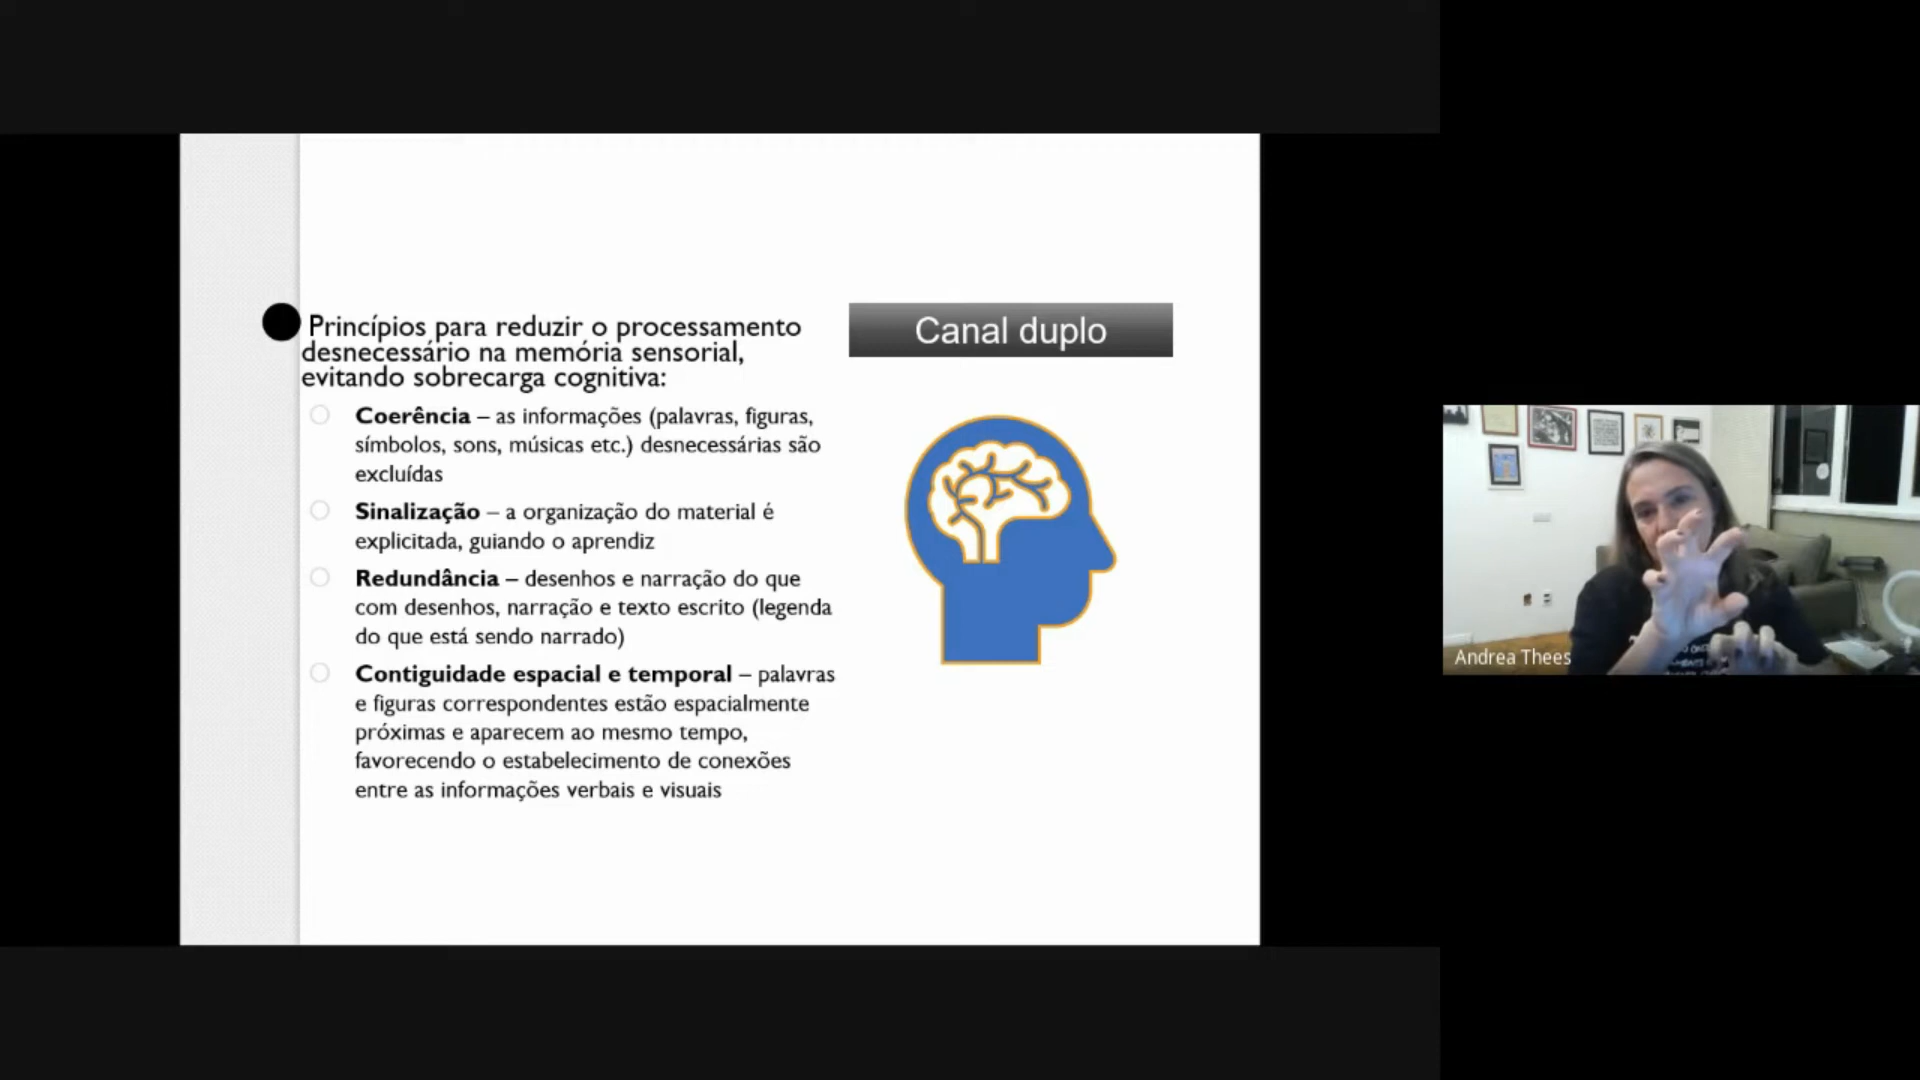 Princípios para reduzir o processamento
desnecessário na memória sensorial,
evitando sobrecarga cognitiva:
Coerência – as informações (palavras, figuras,
símbolos, sons, músicas etc.) desnecessárias são
excluídas
Sinalização – a organização do material é
explicitada, guiando o aprendiz
Redundância – desenhos e narração do que
com desenhos, narração e texto escrito (legenda
do que está sendo narrado)
Contiguidade espacial e temporal – palavras
e figuras correspondentes estão espacialmente
próximas e aparecem ao mesmo tempo,
favorecendo o estabelecimento de conexões
entre as informações verbais e visuais
Canal duplo
Andrea Thees